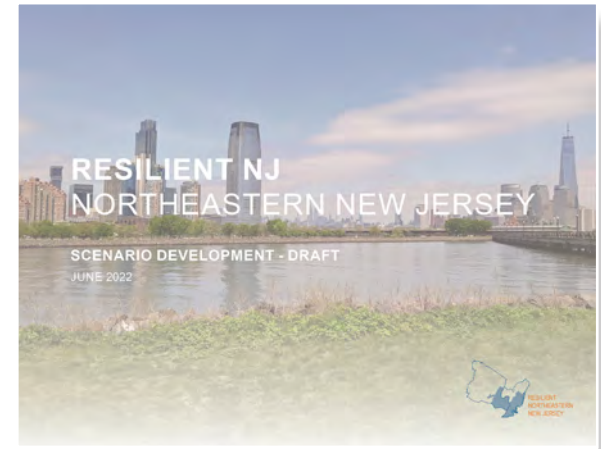 RESILIENT NJ
NORTHEASTERN NEW JERSEY
SCENARIO DEVELOPMENT - DRAFT
JUNE 2022
RESILIENT
NORTHEASTERN
NEW JERSEY